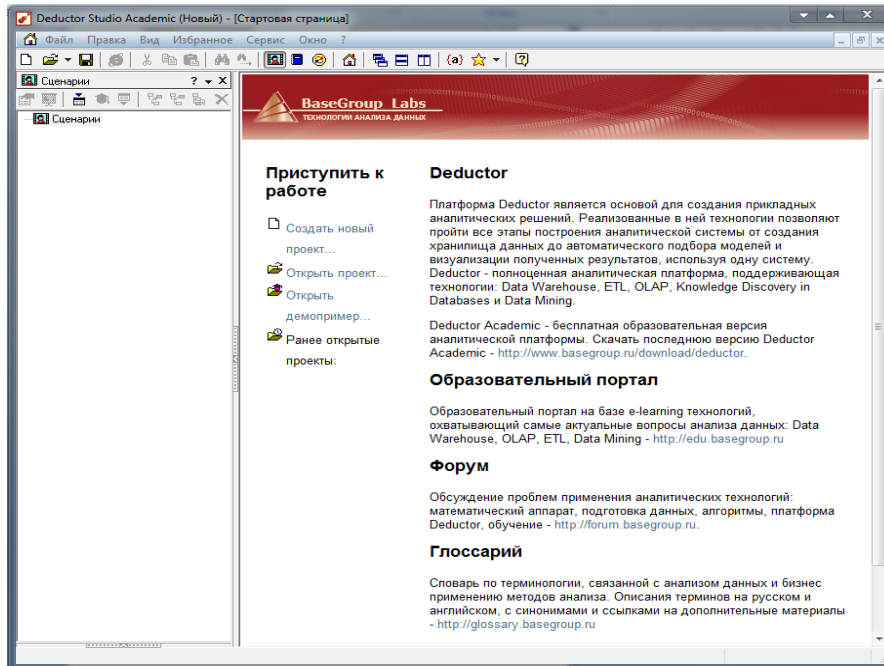 Deductor Studio Academic (Новый) - [Стартовая страница]
Файл Правка Вид Избранное Сервис Окно ?
{a} ?
Сценарии ?
Сценарии
BaseGroup Labs
ТЕХНОЛОГИИ АНАЛИЗА ДАННЫХ
Приступить к
работе
Создать новый
проект...
Открыть проект...
Открыть
демопример...
Ранее открытые
проекты:
Deductor
Платформа Deductor является основой для создания прикладных
аналитических решений. Реализованные в ней технологии позволяют
пройти все этапы построения аналитической системы от создания
хранилища данных до автоматического подбора моделей и
визуализации полученных результатов, используя одну систему.
Deductor - полноценная аналитическая платформа, поддерживающая
технологии: Data Warehouse, ETL, OLAP, Knowledge Discovery in
Databases и Data Mining.
Deductor Academic - бесплатная образовательная версия
аналитической платформы. Скачать последнюю версию Deductor
Academic - http://www.basegroup.ru/download/deductor.
Образовательный портал
Образовательный портал на базе e-learning технологий,
охватывающий самые актуальные вопросы анализа данных: Data
Warehouse, OLAP, ETL, Data Mining - http://edu.basegroup.ru
Форум
Обсуждение проблем применения аналитических технологий:
математический аппарат, подготовка данных, алгоритмы, платформа
Deductor, обучение - http://forum.basegroup.ru.
Глоссарий
Словарь по терминологии, связанной с анализом данных и бизнес
применению методов анализа. Описания терминов на русском и
английском, с синонимами и ссылками на дополнительные материалы
- http://glossary.basegroup.ru